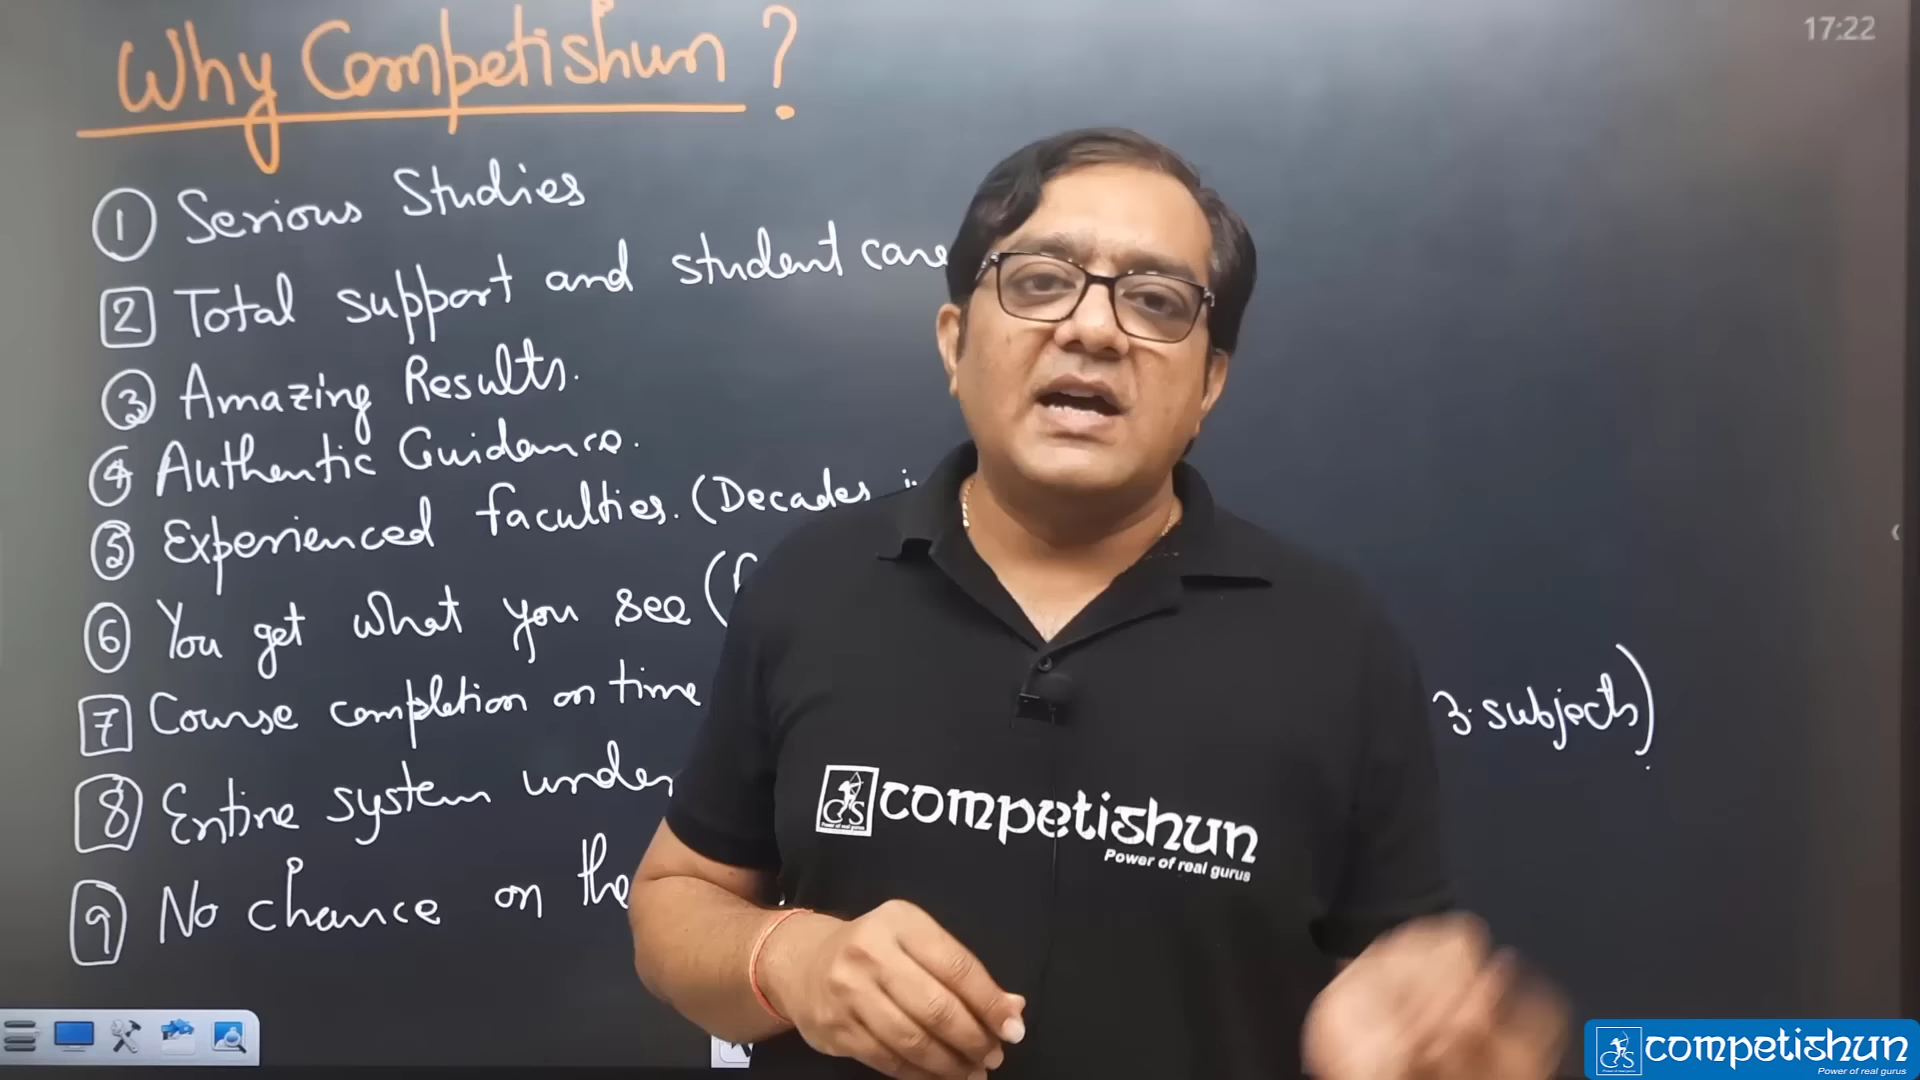 Why Competishun ?
17:22
1 Serious Studies
2 Total support and student care
3 Amazing Results.
4 Authentic Guidance.
5 Experienced faculties. (Decades
6 You get what you see (
7 Course completion on time
3 subjects)
8 Entire system under
9 No chance on the
competishun
Power of real gurus
competishun
Power of real gurus